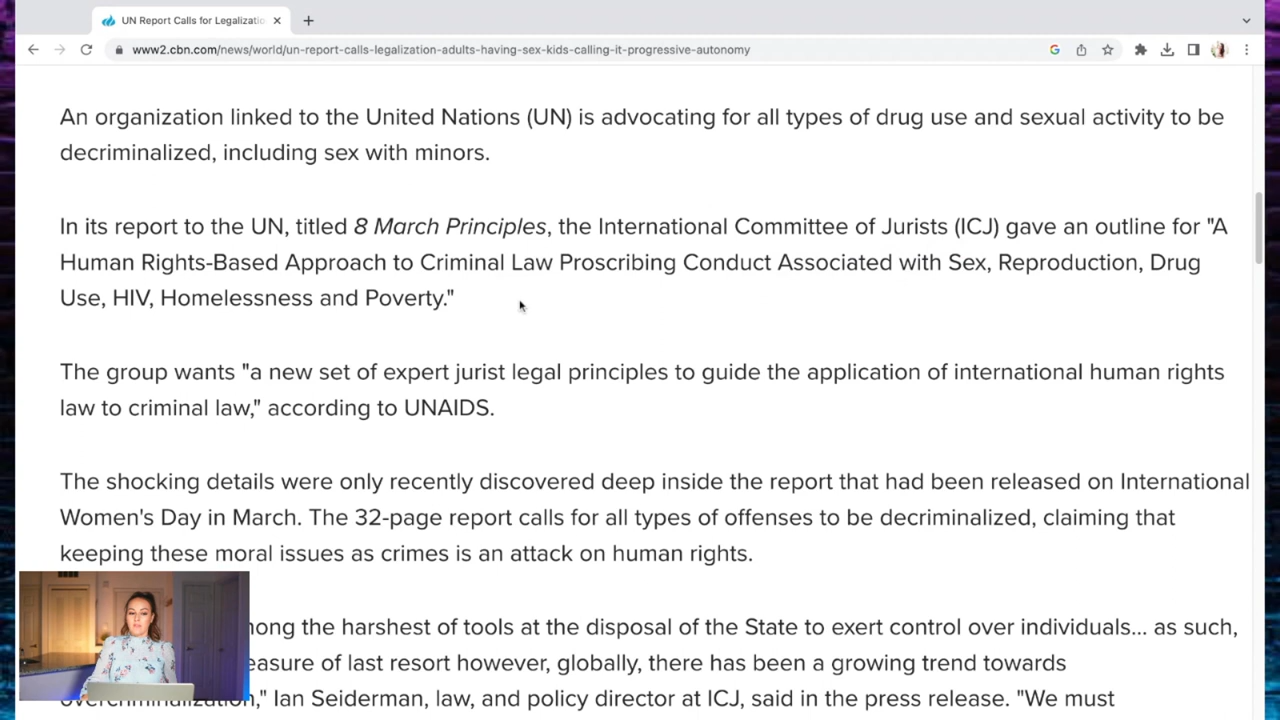 UN Report Calls for Legalizatio
www2.cbn.com/news/world/un-report-calls-legalization-adults-having-sex-kids-calling-it-progressive-autonomy
An organization linked to the United Nations (UN) is advocating for all types of drug use and sexual activity to be
decriminalized, including sex with minors.
In its report to the UN, titled 8 March Principles, the International Committee of Jurists (ICJ) gave an outline for "A
Human Rights-Based Approach to Criminal Law Proscribing Conduct Associated with Sex, Reproduction, Drug
Use, HIV, Homelessness and Poverty."
The group wants "a new set of expert jurist legal principles to guide the application of international human rights
law to criminal law," according to UNAIDS.
The shocking details were only recently discovered deep inside the report that had been released on International
Women's Day in March. The 32-page report calls for all types of offenses to be decriminalized, claiming that
keeping these moral issues as crimes is an attack on human rights.
mong the harshest of tools at the disposal of the State to exert control over individuals... as such,
easure of last resort however, globally, there has been a growing trend towards
overcriminalization," Ian Seiderman, law, and policy director at ICJ, said in the press release. "We must